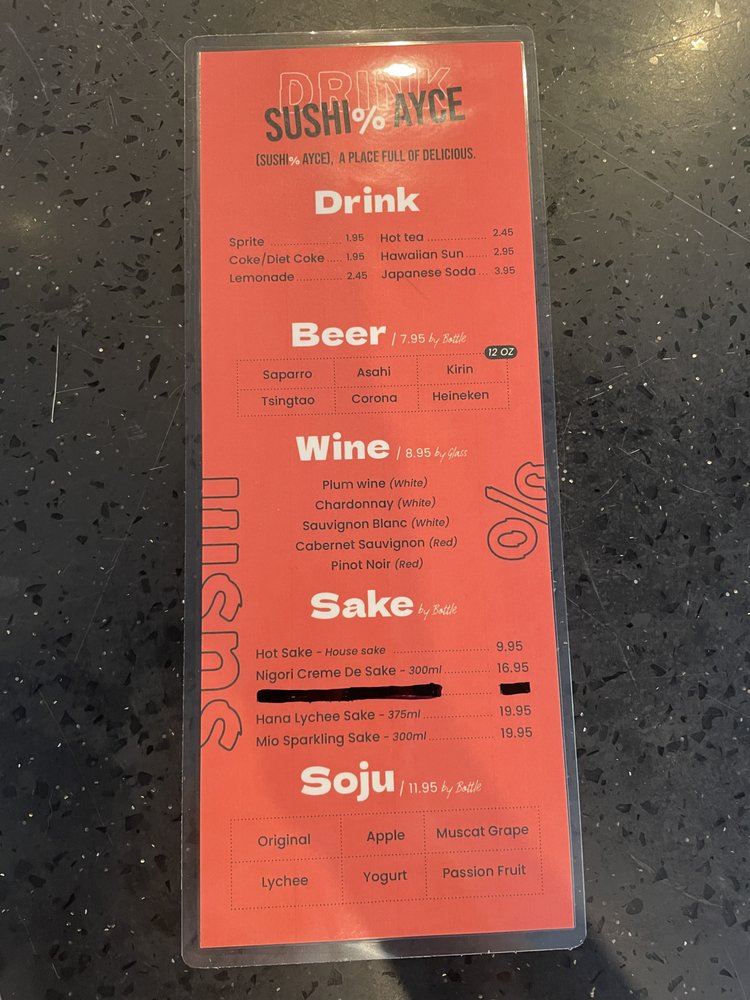 DRINK
SUSHI% AYCE
(SUSHI% AYCE), A PLACE FULL OF DELICIOUS.
Drink
Sprite 1.95
Coke/Diet Coke 1.95
Lemonade 2.45
Hot tea 2.45
Hawaiian Sun 2.95
Japanese Soda 3.95
Beer / 7.95 by Bottle
12 OZ
Saparro Asahi Kirin
Tsingtao Corona Heineken
Wine / 8.95 by Glass
Plum wine (White)
Chardonnay (White)
Sauvignon Blanc (White)
Cabernet Sauvignon (Red)
Pinot Noir (Red)
sushi
%
Sake by Bottle
Hot Sake - House sake 9.95
Nigori Creme De Sake - 300ml 16.95
Hana Lychee Sake - 375ml 19.95
Mio Sparkling Sake - 300ml 19.95
Soju / 11.95 by Bottle
Original Apple Muscat Grape
Lychee Yogurt Passion Fruit